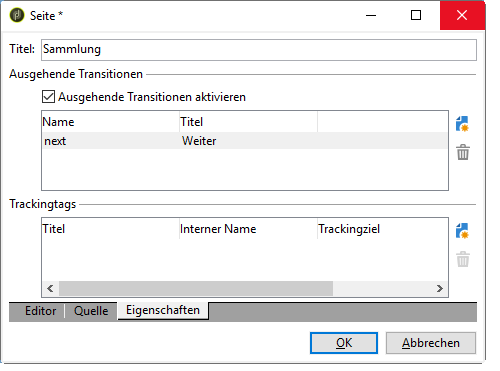 Seite *
Titel: Sammlung
Ausgehende Transitionen
Ausgehende Transitionen aktivieren
Name Titel
next Weiter
Trackingtags
Titel Interner Name Trackingziel
Editor Quelle Eigenschaften
OK Abbrechen